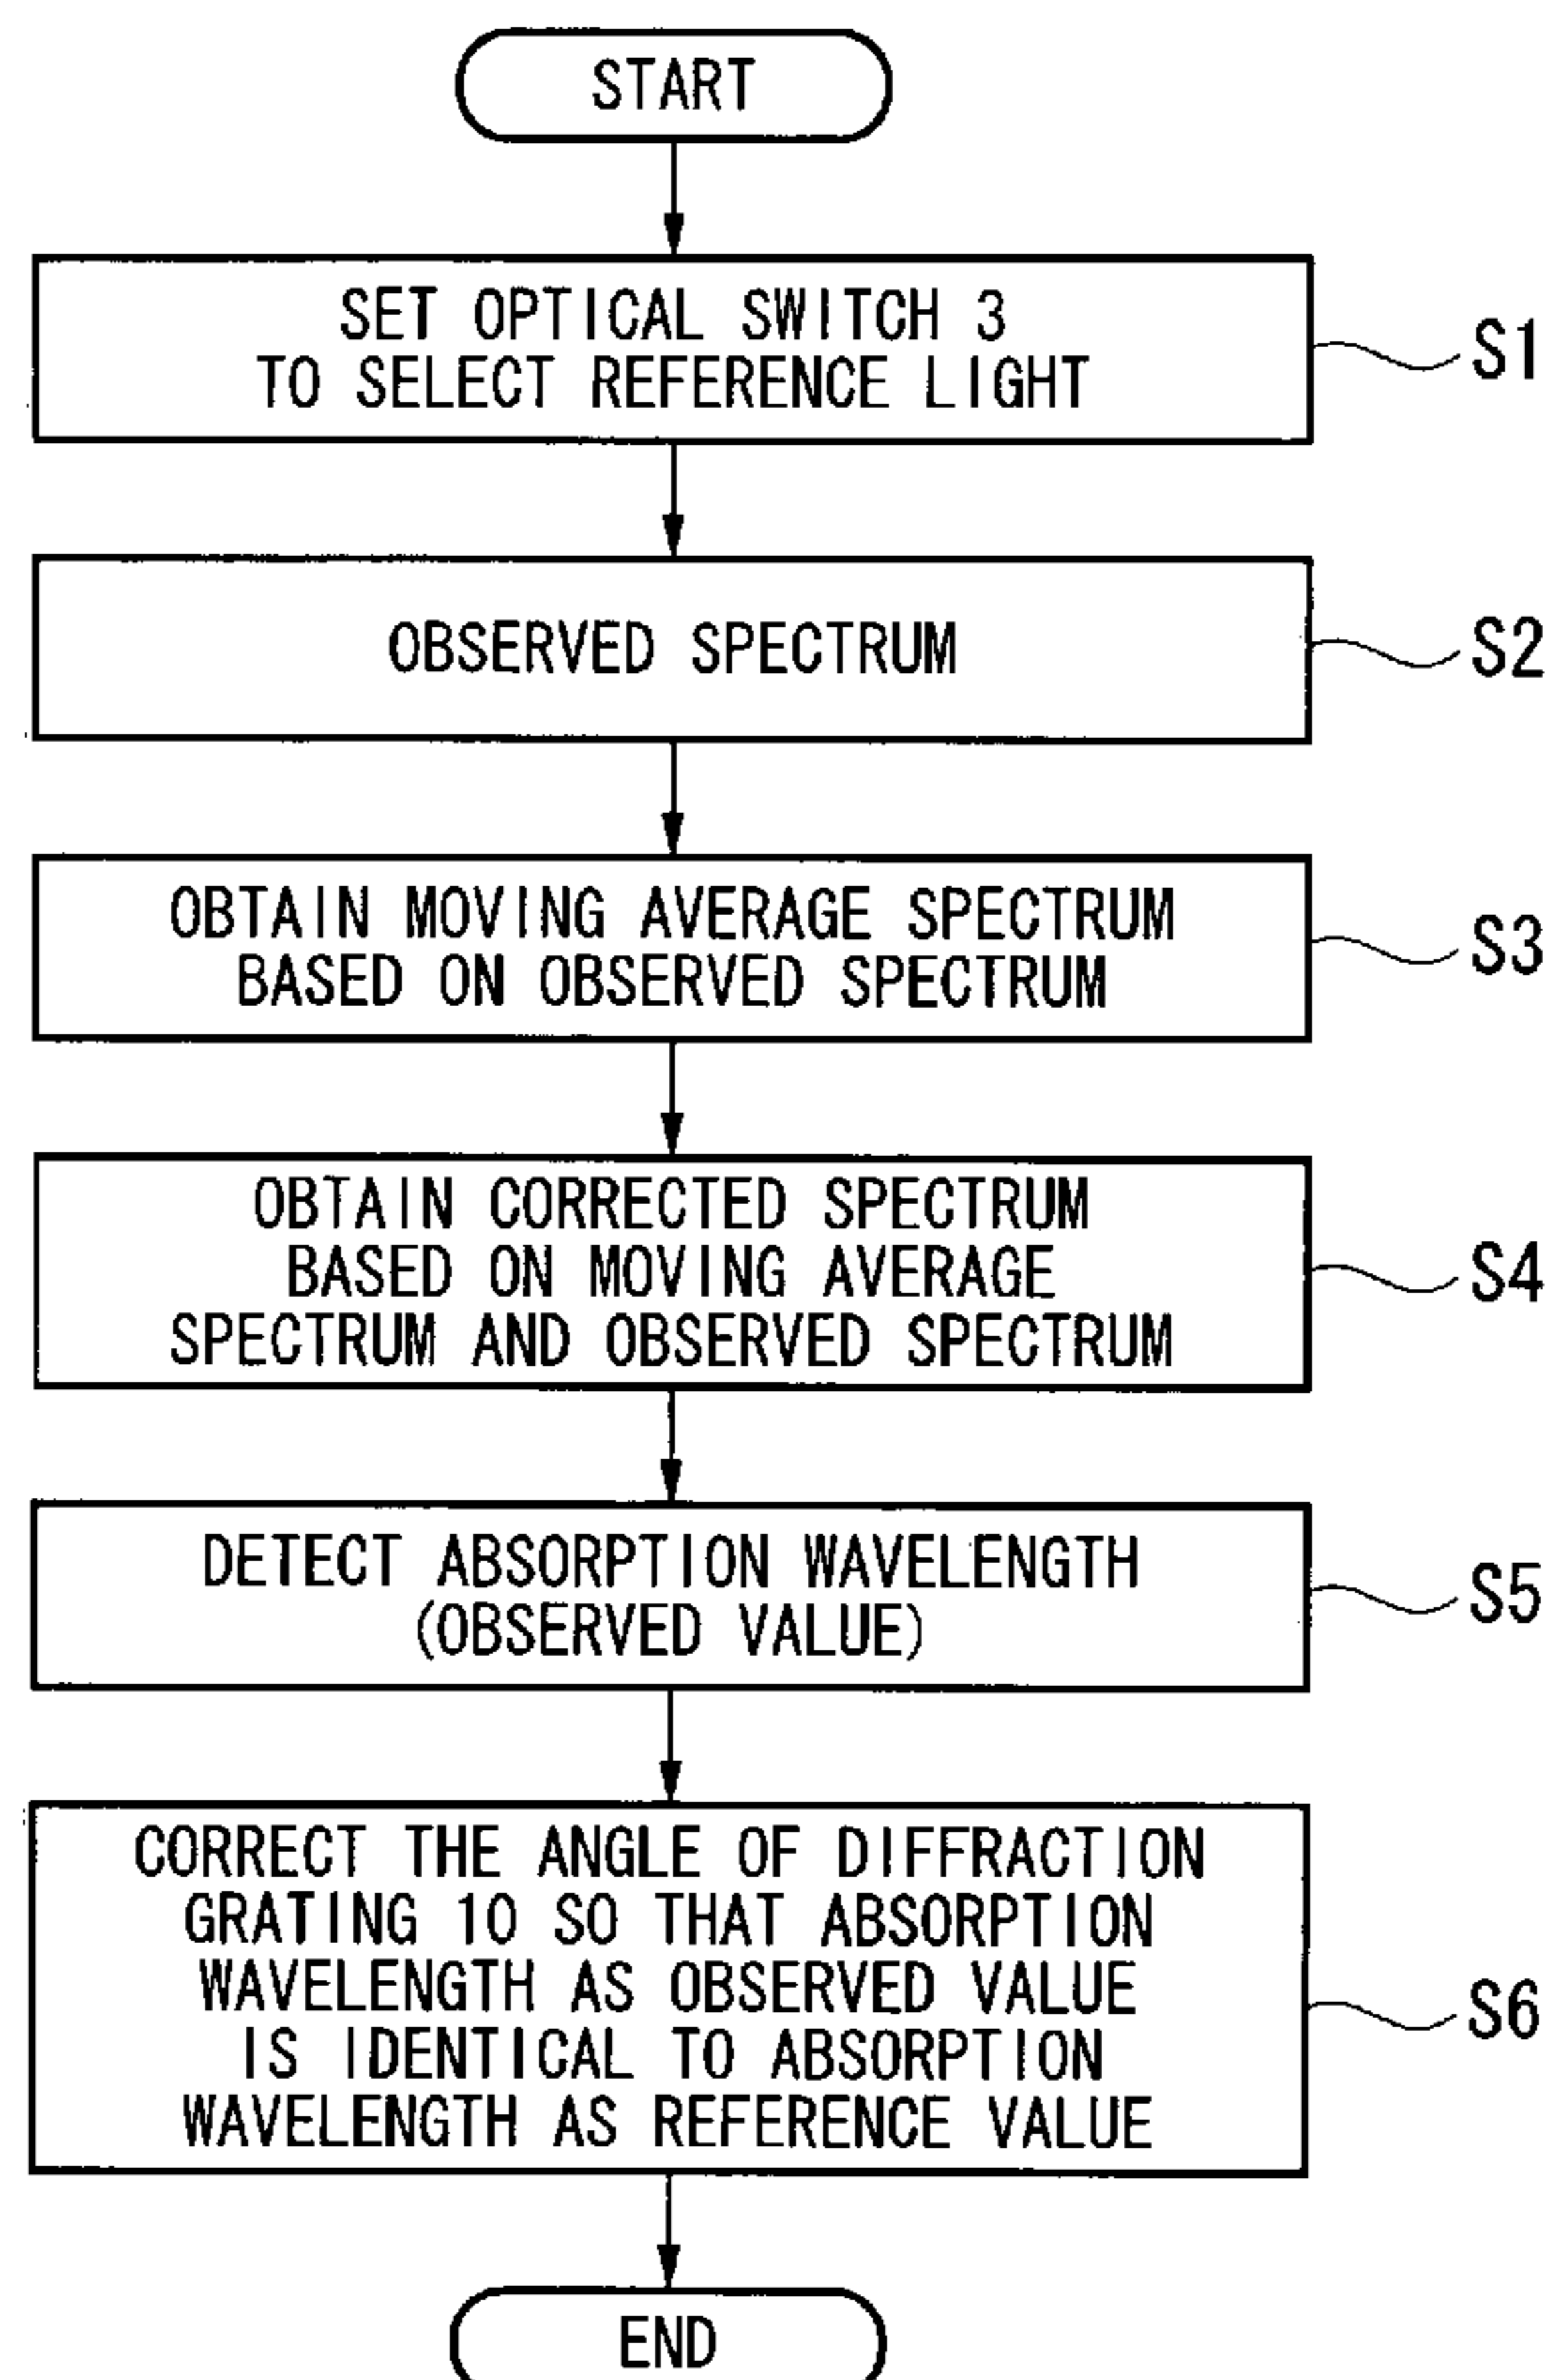 START
SET OPTICAL SWITCH 3
TO SELECT REFERENCE LIGHT
S1
OBSERVED SPECTRUM
S2
OBTAIN MOVING AVERAGE SPECTRUM
BASED ON OBSERVED SPECTRUM
S3
OBTAIN CORRECTED SPECTRUM
BASED ON MOVING AVERAGE
SPECTRUM AND OBSERVED SPECTRUM
S4
DETECT ABSORPTION WAVELENGTH
(OBSERVED VALUE)
S5
CORRECT THE ANGLE OF DIFFRACTION
GRATING 10 SO THAT ABSORPTION
WAVELENGTH AS OBSERVED VALUE
IS IDENTICAL TO ABSORPTION
WAVELENGTH AS REFERENCE VALUE
S6
END